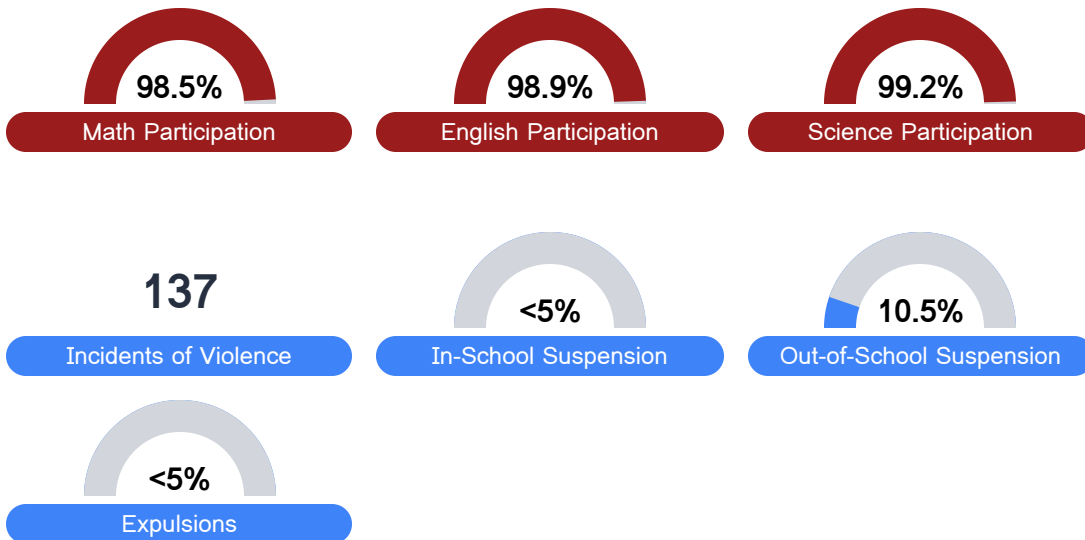 98.5%
Math Participation
98.9%
English Participation
99.2%
Science Participation
137
Incidents of Violence
<5%
In-School Suspension
10.5%
Out-of-School Suspension
<5%
Expulsions